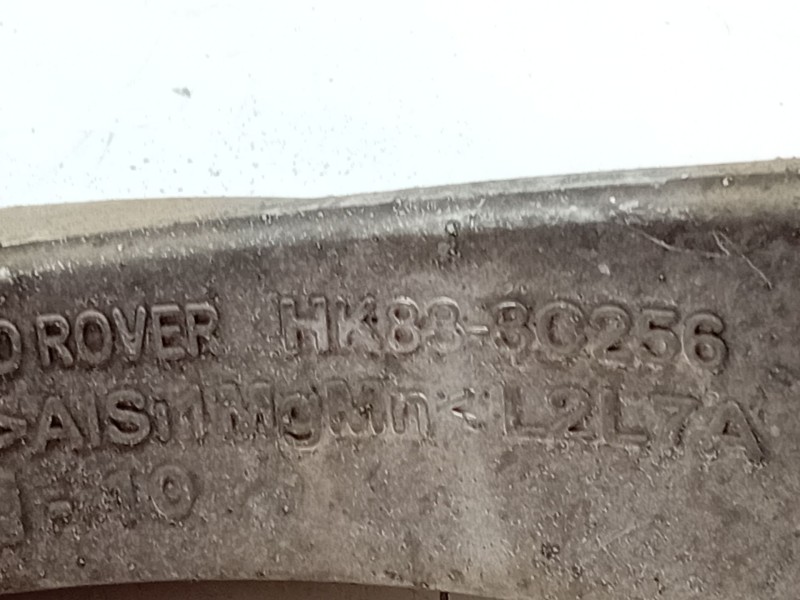 D ROVER HK83-3C256
>AlSi1MgMn< L2L7A
-10